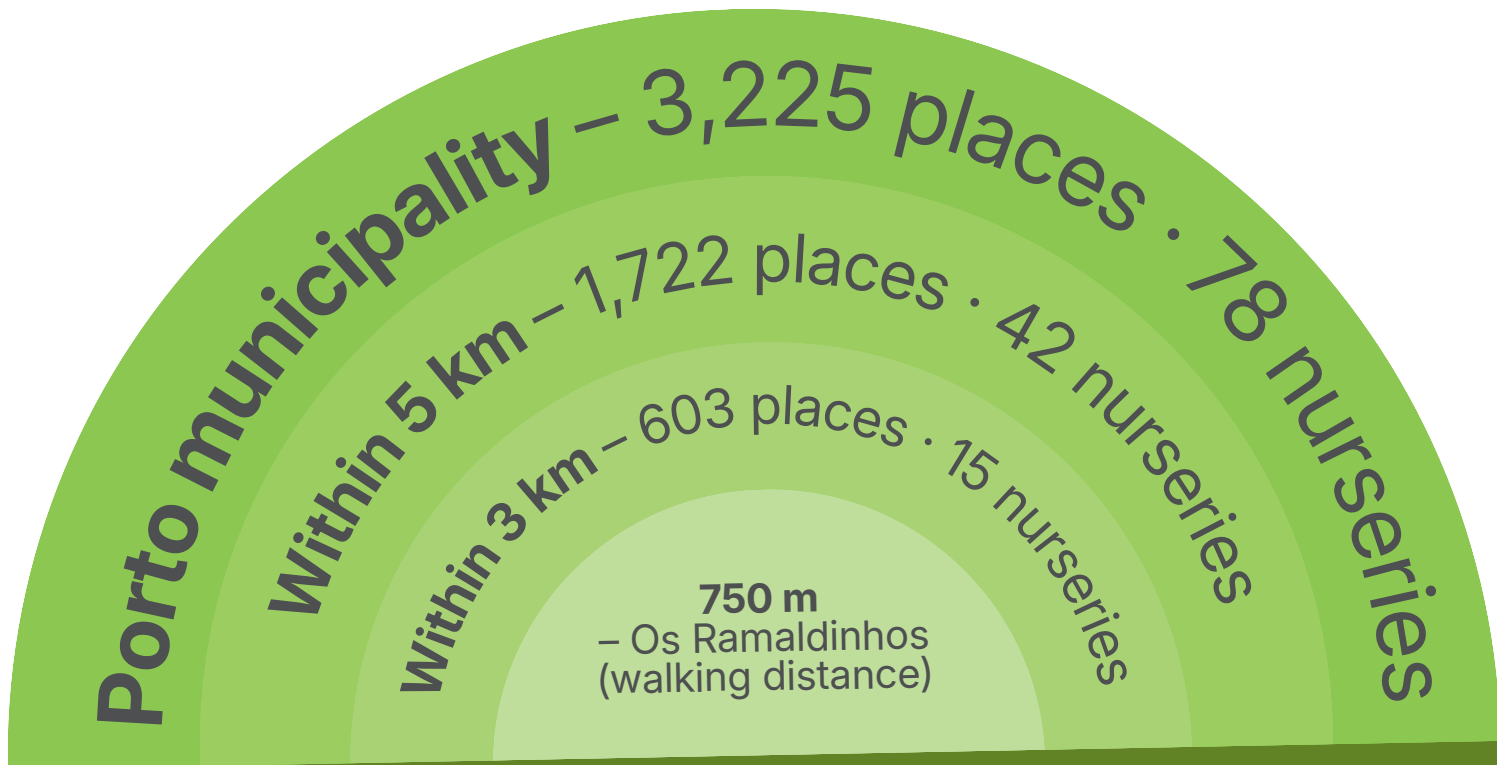 Porto municipality – 3,225 places · 78 nurseries
Within 5 km – 1,722 places · 42 nurseries
Within 3 km – 603 places · 15 nurseries
750 m
– Os Ramaldinhos
(walking distance)